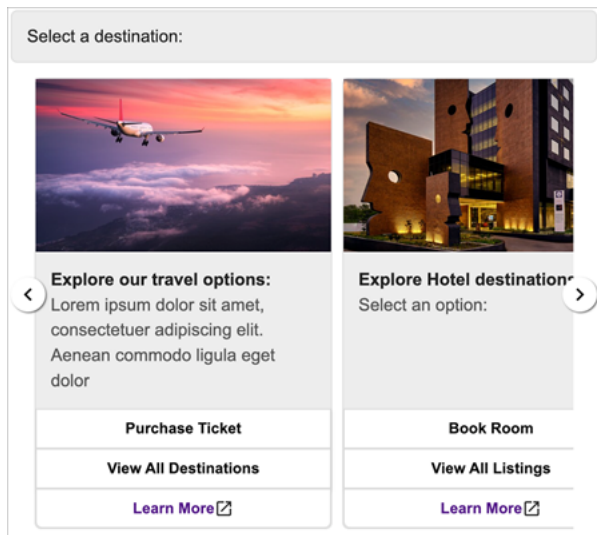 Select a destination:
Explore our travel options:
Lorem ipsum dolor sit amet,
consectetuer adipiscing elit.
Aenean commodo ligula eget
dolor
Purchase Ticket
View All Destinations
Learn More
Explore Hotel destinations
Select an option:
Book Room
View All Listings
Learn More